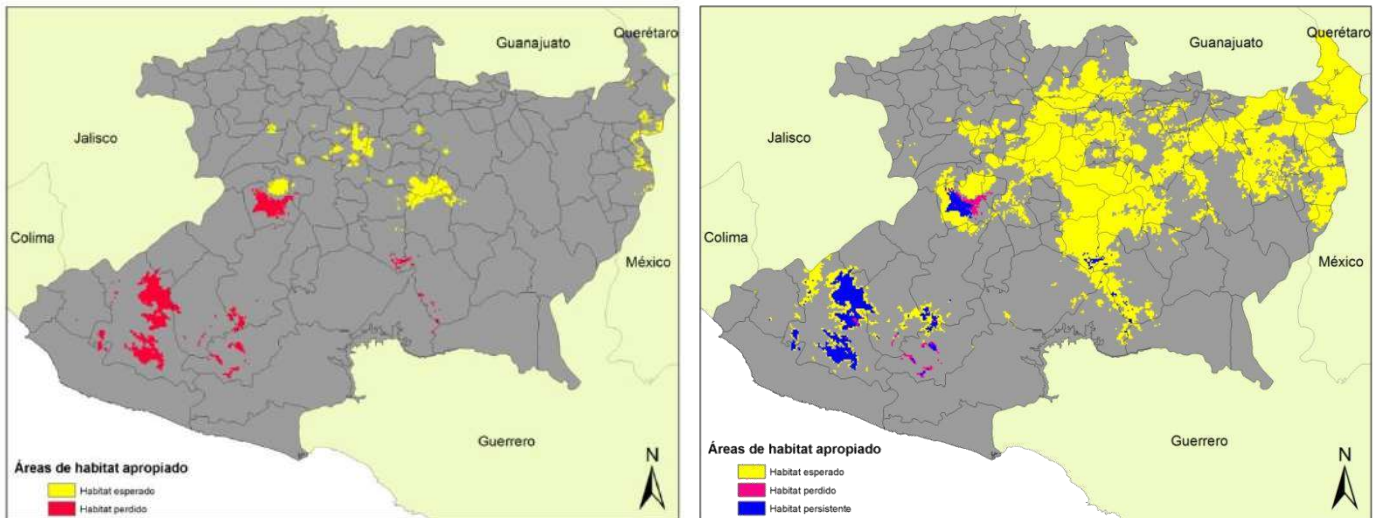 Guanajuato
Querétaro
Jalisco
Colima
México
Guerrero
Áreas de habitat apropiado
Habitat esperado
Habitat perdido
N
Guanajuato
Querétaro
Jalisco
Colima
México
Guerrero
Áreas de habitat apropiado
Habitat esperado
Habitat perdido
Habitat persistente
N